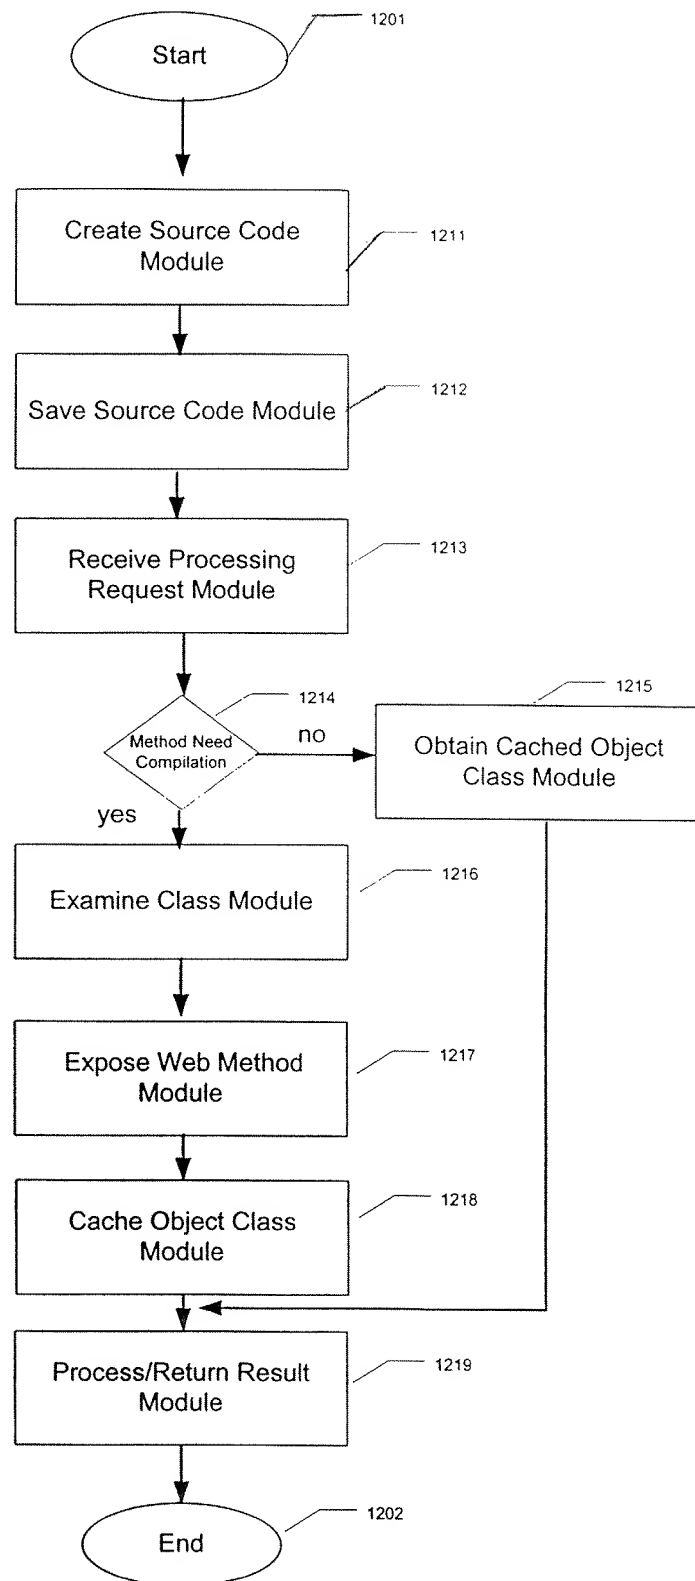 1201
Start
Create Source Code
Module
1211
Save Source Code Module
1212
Receive Processing
Request Module
1213
1214
Method Need
Compilation
no
yes
1215
Obtain Cached Object
Class Module
Examine Class Module
1216
Expose Web Method
Module
1217
Cache Object Class
Module
1218
Process/Return Result
Module
1219
End
1202